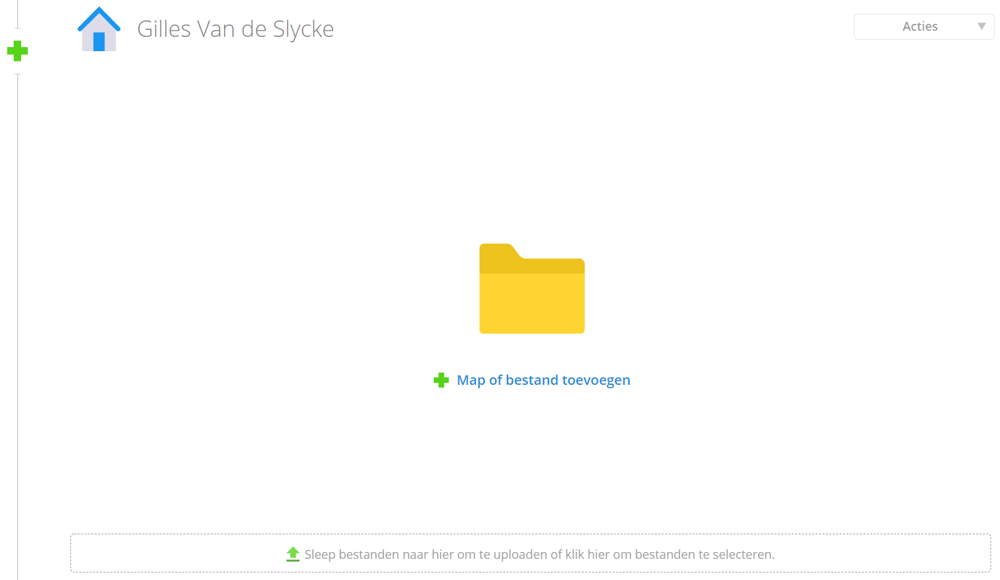 Gilles Van de Slycke
Acties
Map of bestand toevoegen
Sleep bestanden naar hier om te uploaden of klik hier om bestanden te selecteren.